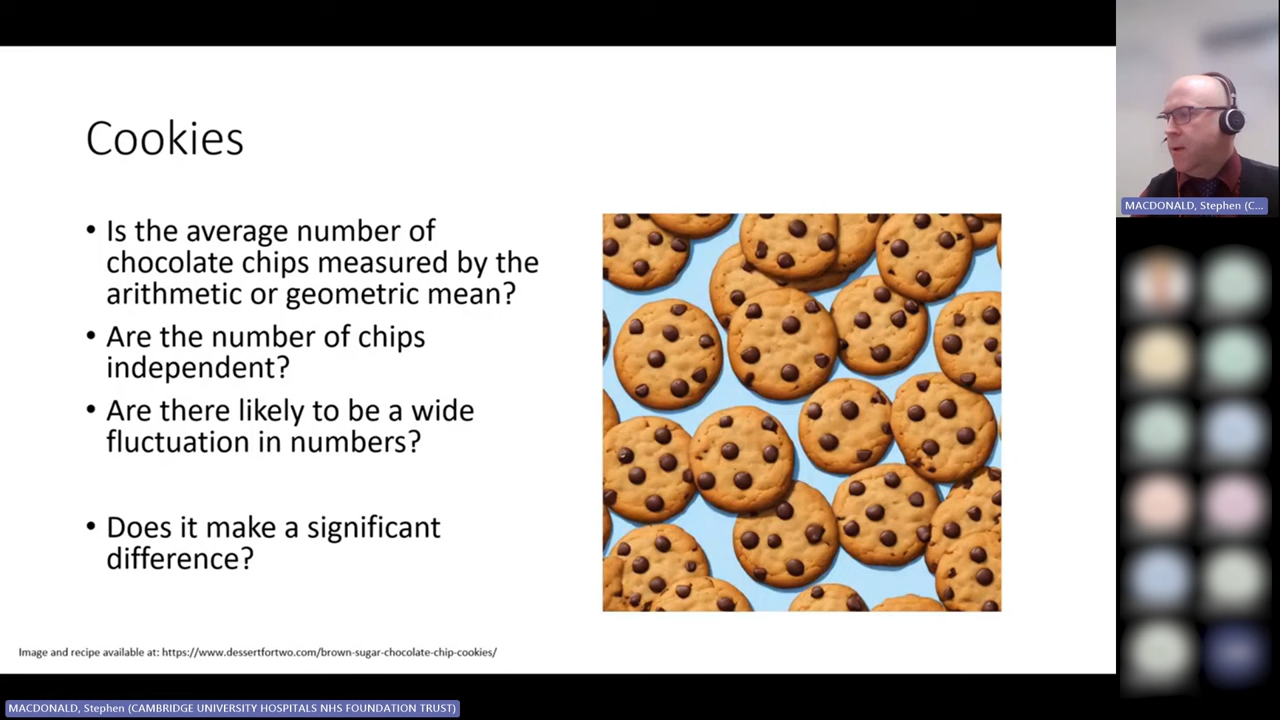 Cookies
• Is the average number of
chocolate chips measured by the
arithmetic or geometric mean?
• Are the number of chips
independent?
• Are there likely to be a wide
fluctuation in numbers?
• Does it make a significant
difference?
Image and recipe available at: https://www.dessertfortwo.com/brown-sugar-chocolate-chip-cookies/
MACDONALD, Stephen (C...
MACDONALD, Stephen (CAMBRIDGE UNIVERSITY HOSPITALS NHS FOUNDATION TRUST)